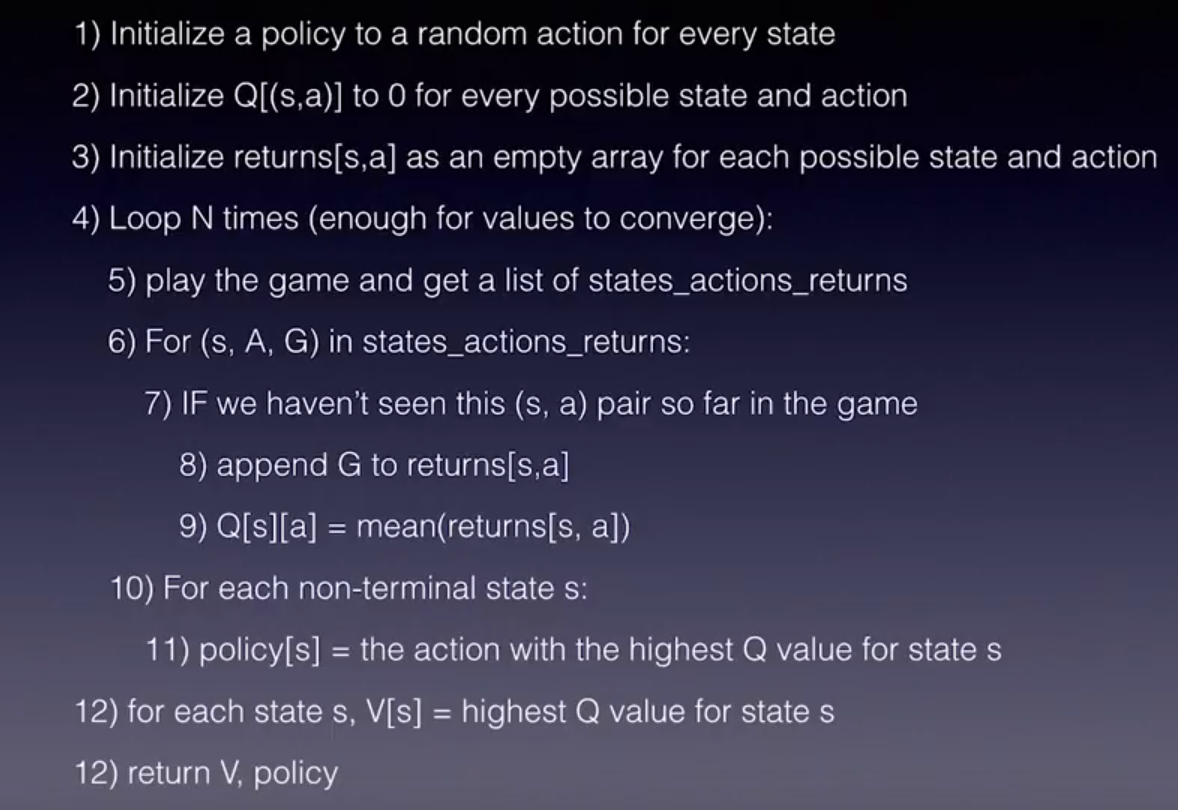 1) Initialize a policy to a random action for every state
2) Initialize Q[(s,a)] to 0 for every possible state and action
3) Initialize returns[s,a] as an empty array for each possible state and action
4) Loop N times (enough for values to converge):
5) play the game and get a list of states_actions_returns
6) For (s, A, G) in states_actions_returns:
7) IF we haven’t seen this (s, a) pair so far in the game
8) append G to returns[s,a]
9) Q[s][a] = mean(returns[s, a])
10) For each non-terminal state s:
11) policy[s] = the action with the highest Q value for state s
12) for each state s, V[s] = highest Q value for state s
12) return V, policy